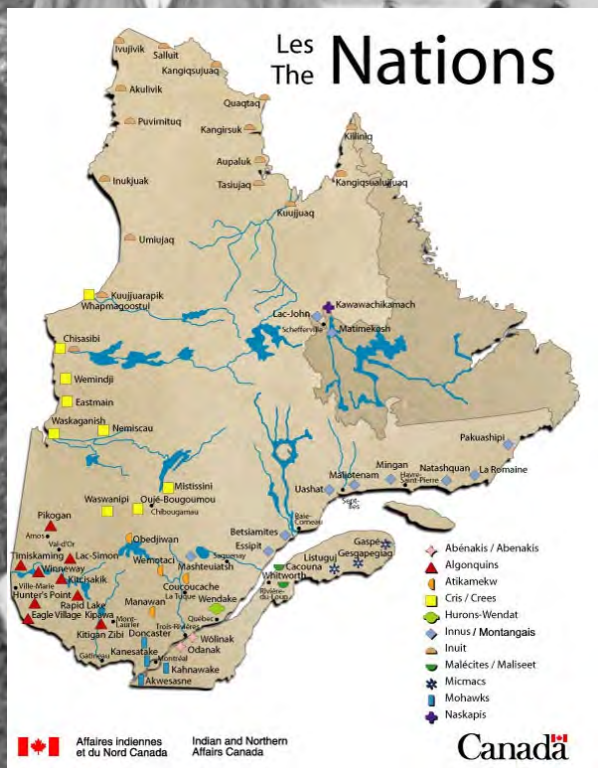 Les
The
Nations
Ivujivik
Salluit
Kangiqsujuaq
Akulivik
Quaqtaq
Puvirnituq
Kangirsuk
Killiniq
Aupaluk
Inukjuak
Tasiujaq
Kangiqsualujjuaq
Kuujjuaq
Umiujaq
Kuujjuarapik
Whapmagoostui
Kawawachikamach
Lac-John
Schefferville
Matimekosh
Chisasibi
Wemindji
Eastmain
Waskaganish
Nemiscau
Pakuashipi
Mingan
Natashquan
La Romaine
Maliotenam
Havre-
Saint-Pierre
Mistissini
Uashat
Sept-
Îles
Waswanipi
Oujé-Bougoumou
Chibougamau
Pikogan
Baie-
Comeau
Amos
Obedjiwan
Betsiamites
Val-d'Or
Gaspé
Timiskaming
Lac-Simon
Wemotaci
Essipit
Listuguj
Gesgapegiag
Winneway
Mashteuiatsh
Saguenay
Cacouna
Kitcisakik
Coucoucache
Whitworth
Ville-Marie
La Tuque
Rivière-
du-Loup
Hunter's Point
Rapid Lake
Manawan
Wendake
Eagle Village Kipawa
Mont-
Laurier
Québec
Trois-Rivières
Kitigan Zibi
Doncaster
Wôlinak
Gatineau
Kanesatake
Odanak
Montréal
Kahnawake
Akwesasne
Abénakis / Abenakis
Algonquins
Atikamekw
Cris / Crees
Hurons-Wendat
Innus / Montangais
Inuit
Malécites / Maliseet
Micmacs
Mohawks
Naskapis
Affaires indiennes
et du Nord Canada
Indian and Northern
Affairs Canada
Canada